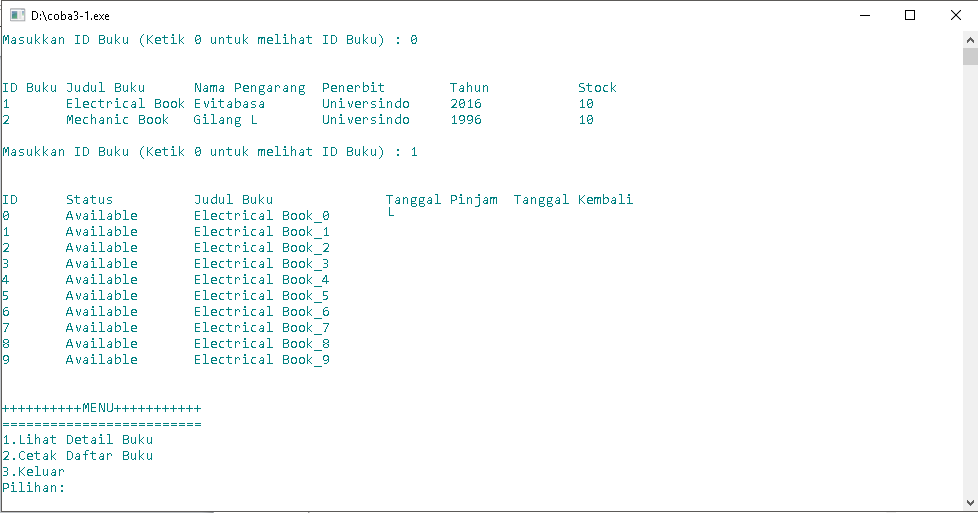 D:\coba3-1.exe
Masukkan ID Buku (Ketik 0 untuk melihat ID Buku) : 0
ID Buku Judul Buku Nama Pengarang Penerbit Tahun Stock
1 Electrical Book Evitabasa Universindo 2016 10
2 Mechanic Book Gilang L Universindo 1996 10
Masukkan ID Buku (Ketik 0 untuk melihat ID Buku) : 1
ID Status Judul Buku Tanggal Pinjam Tanggal Kembali
0 Available Electrical Book_0 └
1 Available Electrical Book_1
2 Available Electrical Book_2
3 Available Electrical Book_3
4 Available Electrical Book_4
5 Available Electrical Book_5
6 Available Electrical Book_6
7 Available Electrical Book_7
8 Available Electrical Book_8
9 Available Electrical Book_9
++++++++++MENU+++++++++++
=========================
1.Lihat Detail Buku
2.Cetak Daftar Buku
3.Keluar
Pilihan: